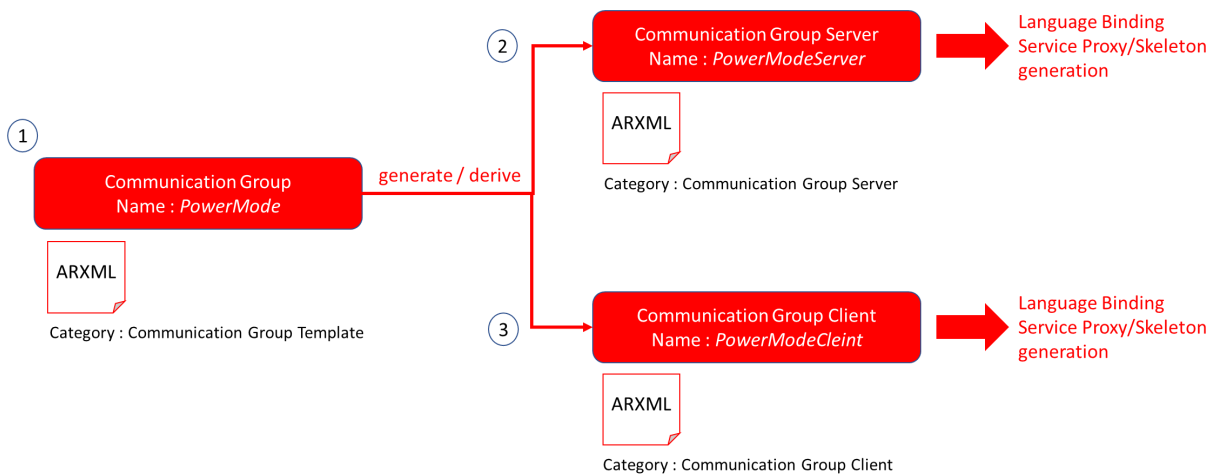 1
Communication Group
Name : PowerMode
ARXML
Category : Communication Group Template
generate / derive
2
Communication Group Server
Name : PowerModeServer
ARXML
Category : Communication Group Server
Language Binding
Service Proxy/Skeleton
generation
3
Communication Group Client
Name : PowerModeCleint
ARXML
Category : Communication Group Client
Language Binding
Service Proxy/Skeleton
generation